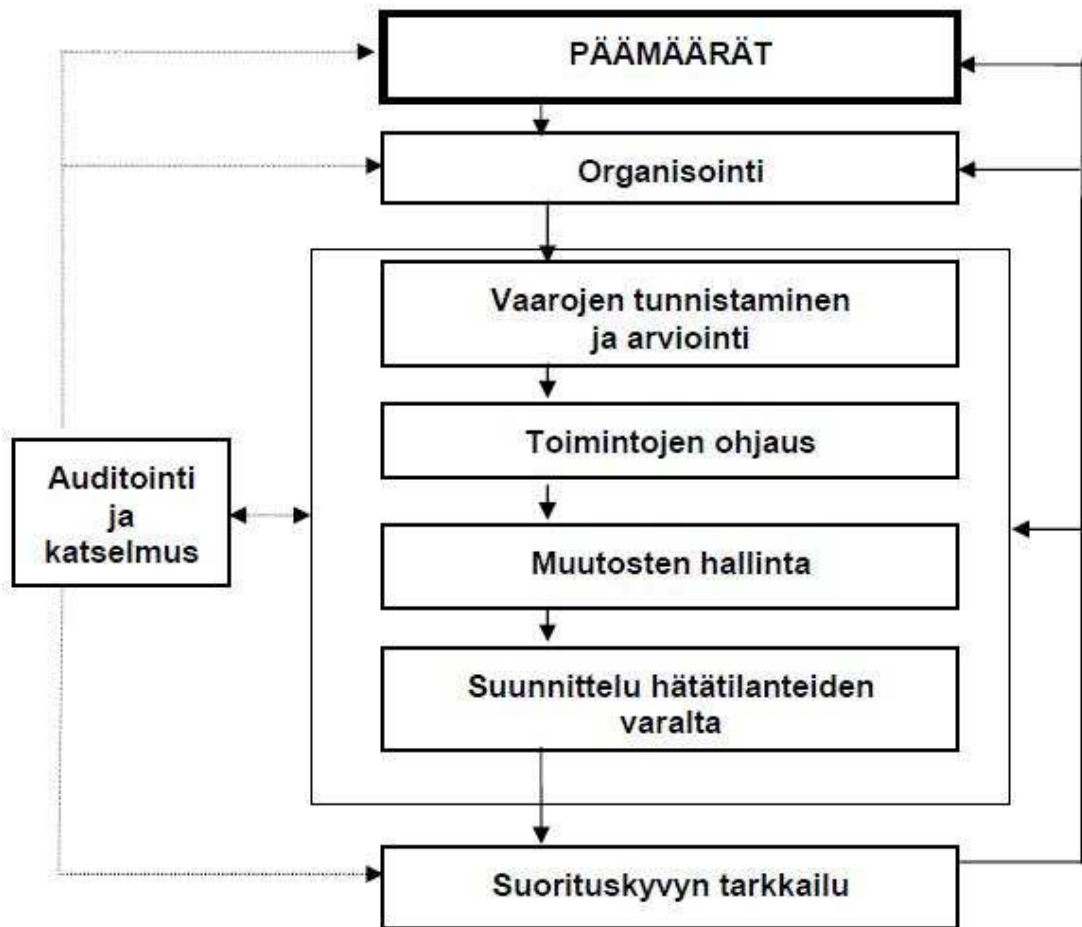 PÄÄMÄÄRÄT
Organisointi
Vaarojen tunnistaminen
ja arviointi
Toimintojen ohjaus
Auditointi
ja
katselmus
Muutosten hallinta
Suunnittelu hätätilanteiden
varalta
Suorituskyvyn tarkkailu